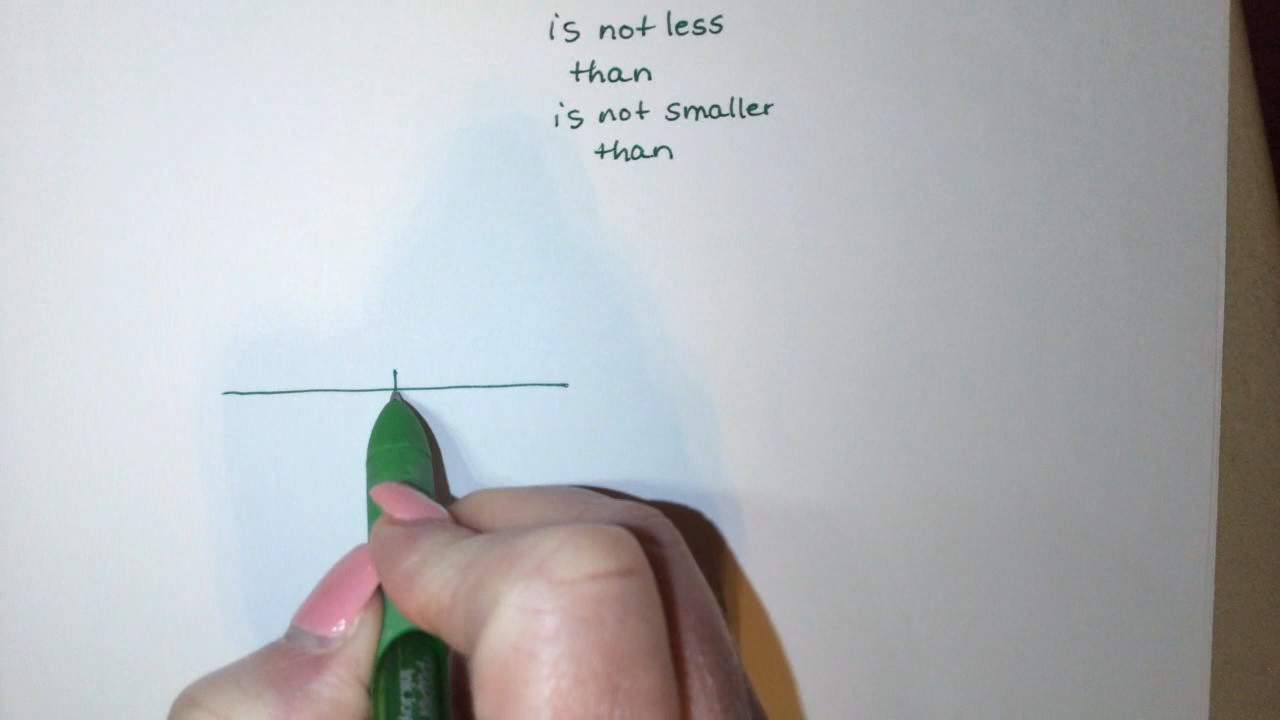 is not less
than
is not smaller
than